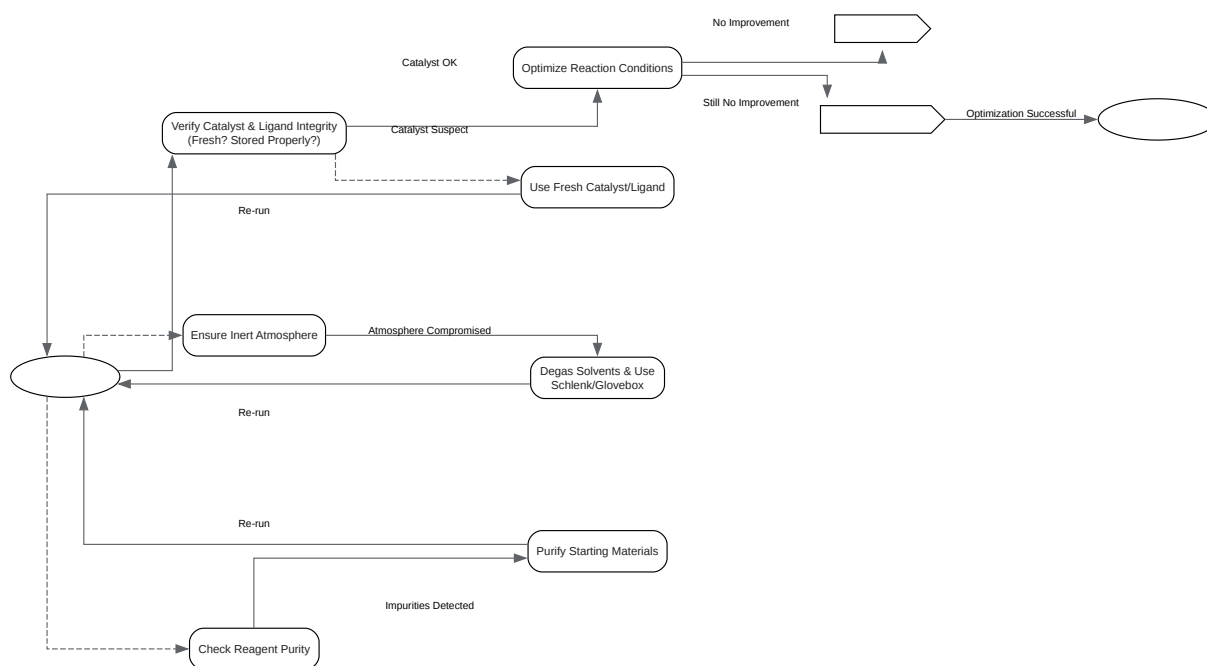 No Improvement
Catalyst OK
Optimize Reaction Conditions
Still No Improvement
Optimization Successful
Verify Catalyst & Ligand Integrity
(Fresh? Stored Properly?)
Catalyst Suspect
Use Fresh Catalyst/Ligand
Re-run
Ensure Inert Atmosphere
Atmosphere Compromised
Degas Solvents & Use
Schlenk/Glovebox
Re-run
Re-run
Purify Starting Materials
Impurities Detected
Check Reagent Purity